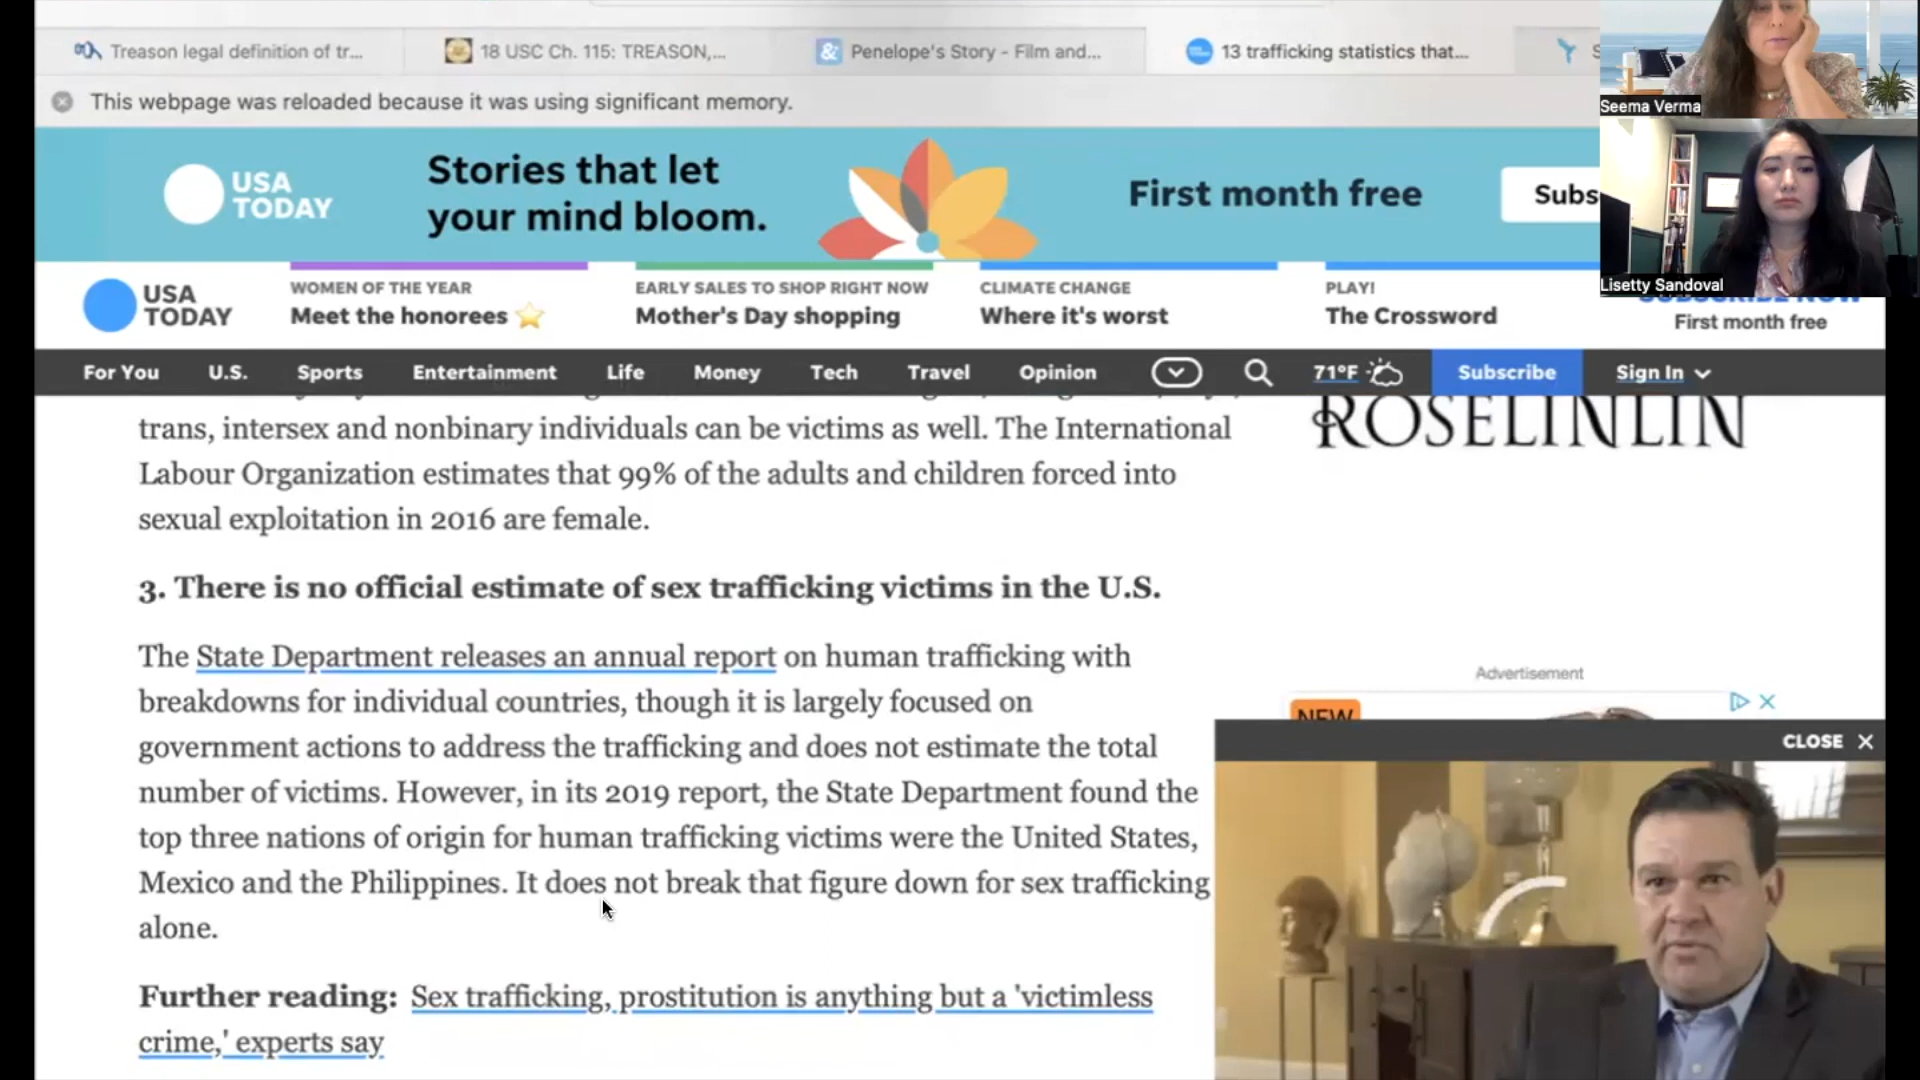 Treason legal definition of tr...
18 USC Ch. 115: TREASON,...
Penelope's Story - Film and...
13 trafficking statistics that...
S
This webpage was reloaded because it was using significant memory.
Seema Verma
USA
TODAY
Stories that let
your mind bloom.
First month free
Subs
Lisetty Sandoval
USA
TODAY
WOMEN OF THE YEAR
Meet the honorees
EARLY SALES TO SHOP RIGHT NOW
Mother's Day shopping
CLIMATE CHANGE
Where it's worst
PLAY!
The Crossword
SUBSCRIBE NOW
First month free
For You U.S. Sports Entertainment Life Money Tech Travel Opinion 71°F Subscribe Sign In
trans, intersex and nonbinary individuals can be victims as well. The International
Labour Organization estimates that 99% of the adults and children forced into
sexual exploitation in 2016 are female.
ROSELINLIN
3. There is no official estimate of sex trafficking victims in the U.S.
The State Department releases an annual report on human trafficking with
breakdowns for individual countries, though it is largely focused on
government actions to address the trafficking and does not estimate the total
number of victims. However, in its 2019 report, the State Department found the
top three nations of origin for human trafficking victims were the United States,
Mexico and the Philippines. It does not break that figure down for sex trafficking
alone.
Advertisement
NEW
CLOSE
Further reading: Sex trafficking, prostitution is anything but a 'victimless
crime,' experts say